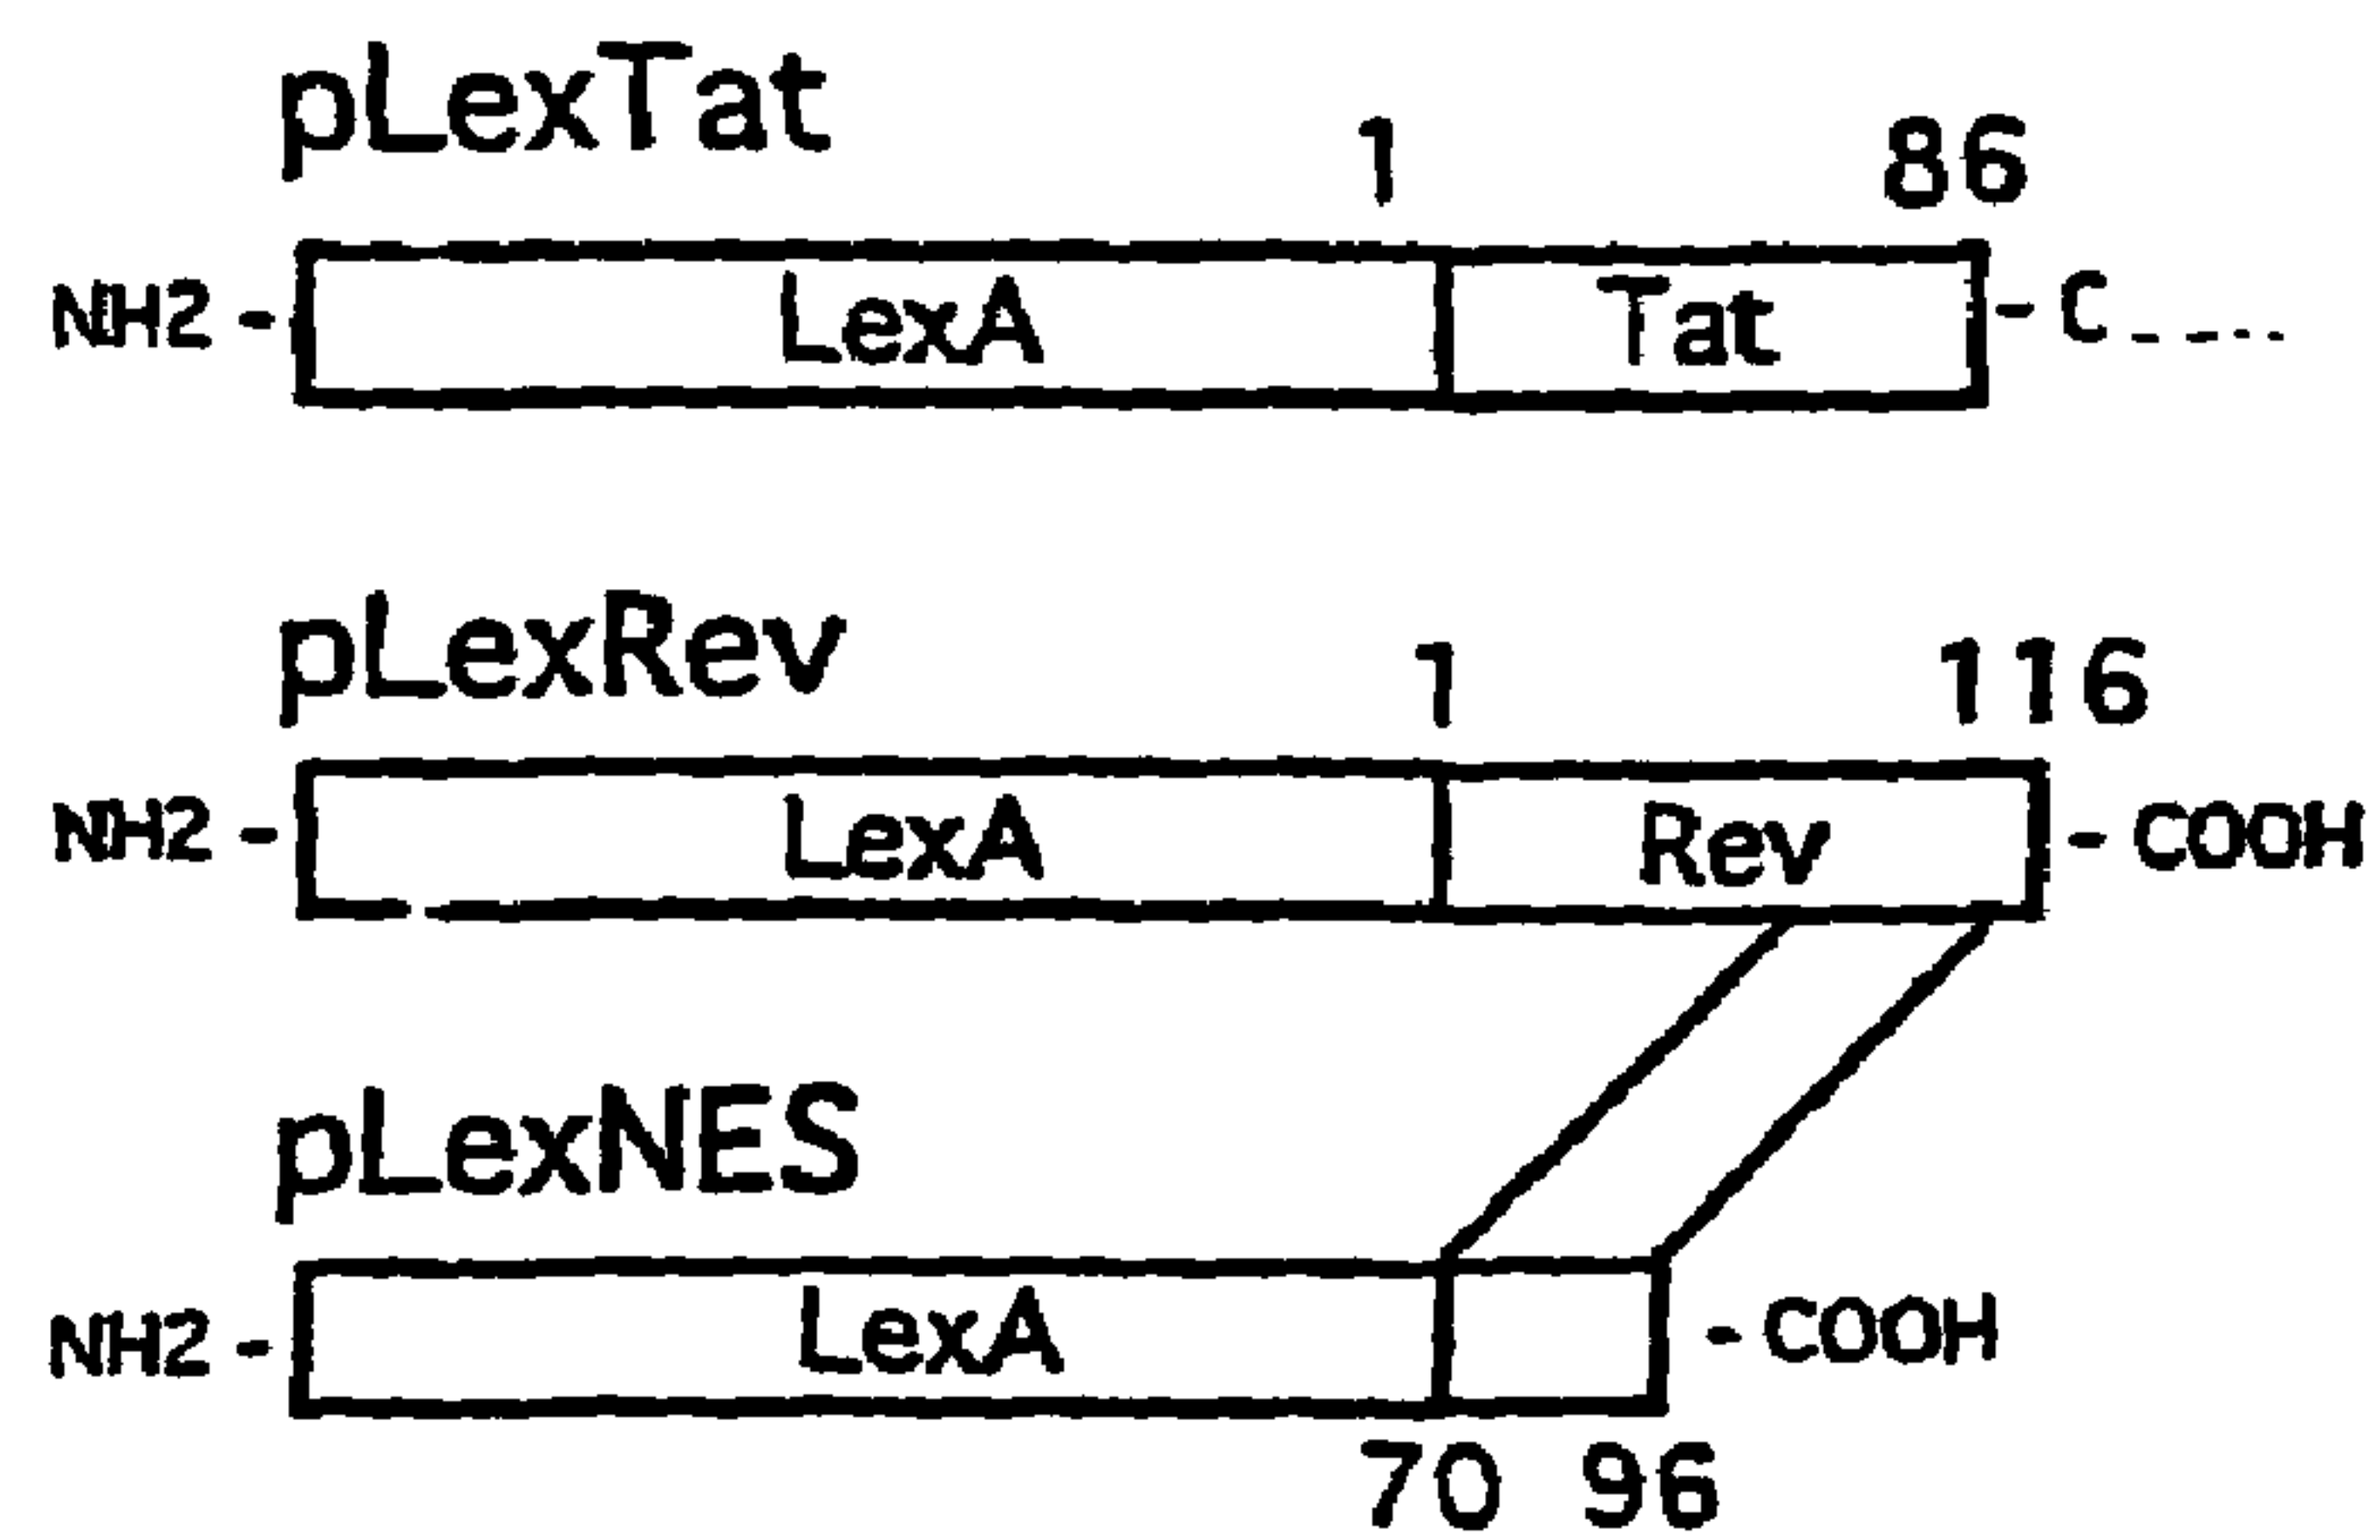 pLexTat
1 86
NH2 - LexA Tat - C
pLexRev
1 116
NH2 - LexA Rev - COOH
pLexNES
NH2 - LexA - COOH
70 96